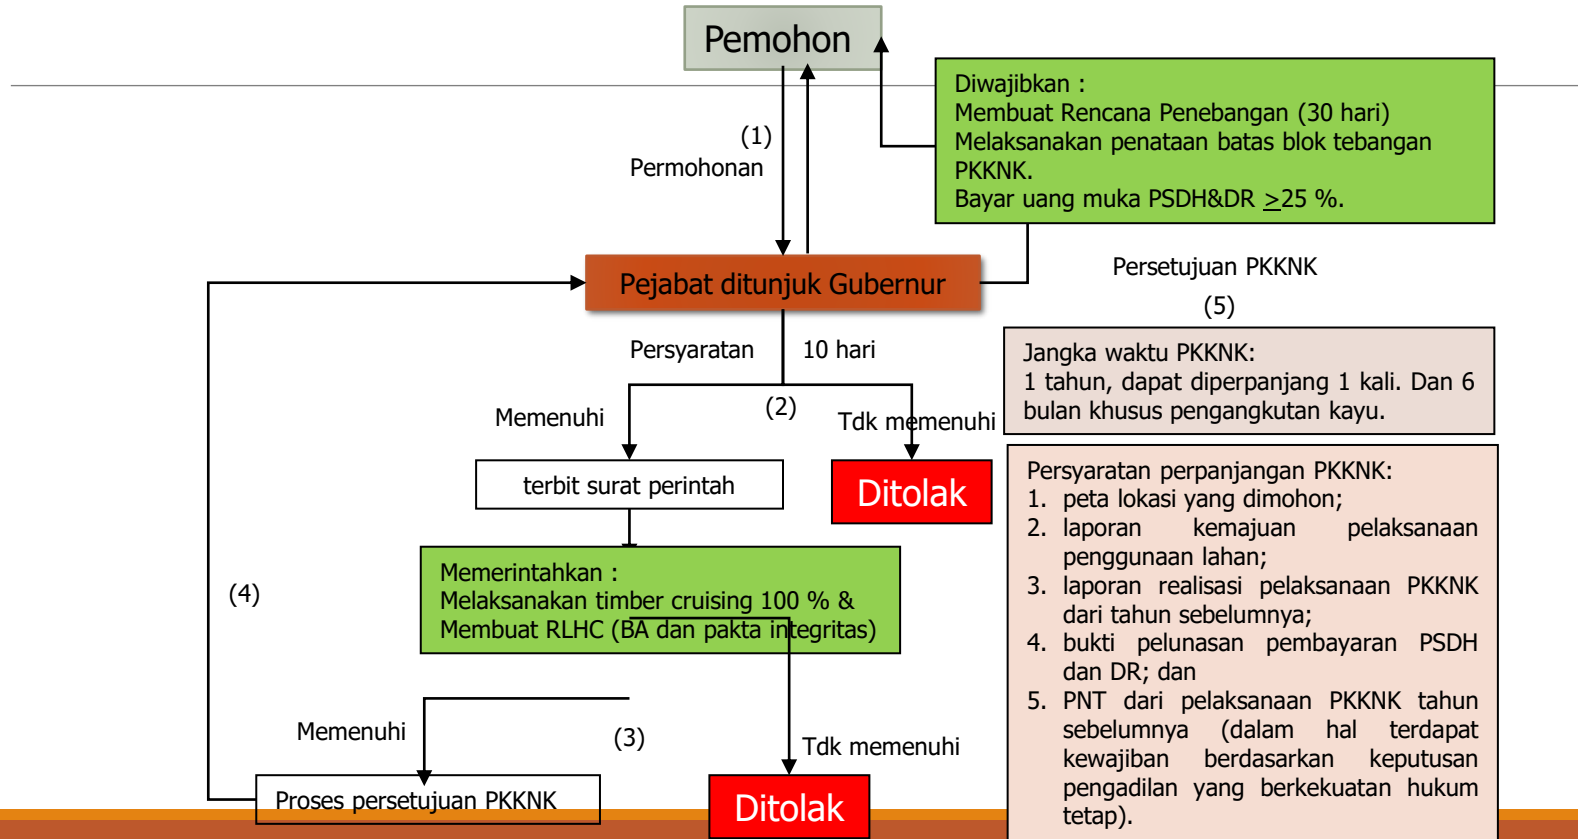 Pemohon
Diwajibkan :
Membuat Rencana Penebangan (30 hari)
Melaksanakan penataan batas blok tebangan
PKKNK.
Bayar uang muka PSDH&DR >25 %.
(1)
Permohonan
Pejabat ditunjuk Gubernur
Persetujuan PKKNK
(5)
Persyaratan
10 hari
Jangka waktu PKKNK:
1 tahun, dapat diperpanjang 1 kali. Dan 6
bulan khusus pengangkutan kayu.
Memenuhi
(2)
Tdk memenuhi
terbit surat perintah
Ditolak
Persyaratan perpanjangan PKKNK:
1. peta lokasi yang dimohon;
2. laporan kemajuan pelaksanaan
penggunaan lahan;
3. laporan realisasi pelaksanaan PKKNK
dari tahun sebelumnya;
4. bukti pelunasan pembayaran PSDH
dan DR; dan
5. PNT dari pelaksanaan PKKNK tahun
sebelumnya (dalam hal terdapat
kewajiban berdasarkan keputusan
pengadilan yang berkekuatan hukum
tetap).
Memerintahkan :
Melaksanakan timber cruising 100 % &
Membuat RLHC (BA dan pakta integritas)
(4)
Memenuhi
(3)
Tdk memenuhi
Proses persetujuan PKKNK
Ditolak